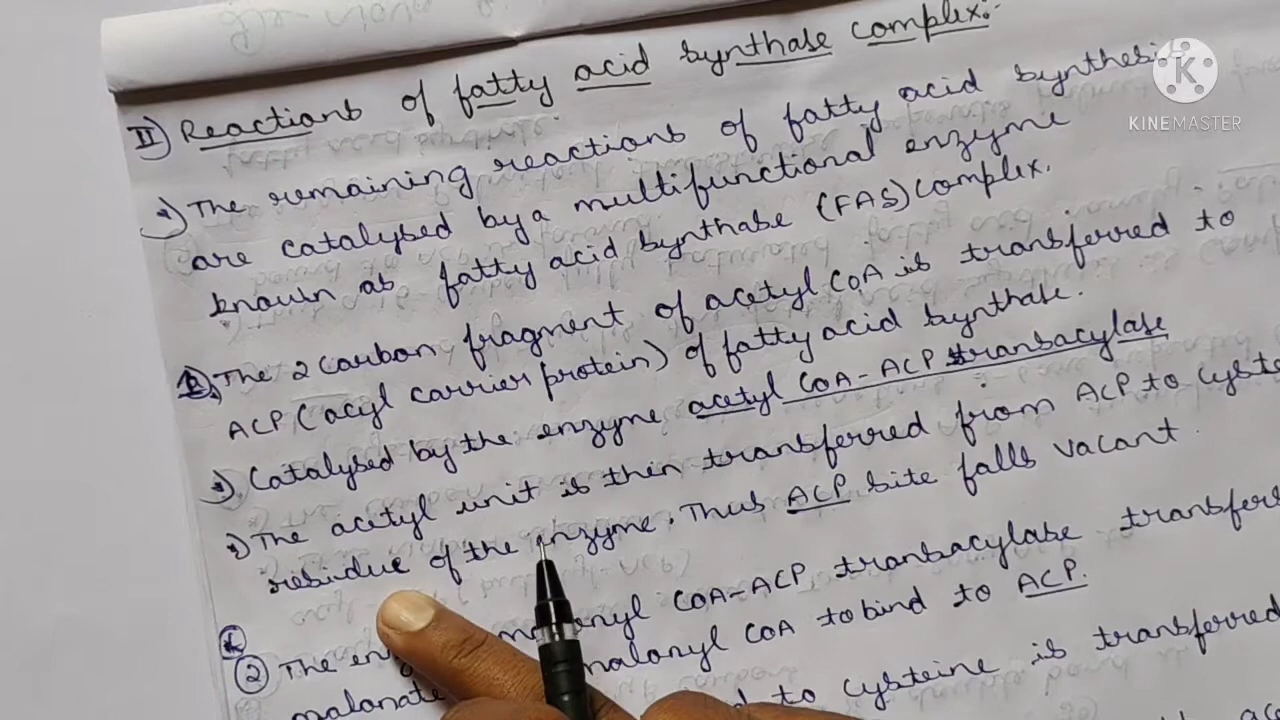 II) Reactions of fatty acid synthase complex:-
The remaining reactions of fatty acid synthesis
are catalysed by a multifunctional enzyme
known as fatty acid synthase (FAS) complex.
The 2 carbon fragment of acetyl CoA is transferred to
ACP (acyl carrier protein) of fatty acid synthase.
Catalysed by the enzyme acetyl CoA-ACP transacylase
The acetyl unit is then transferred from ACP to cyste
residue of the enzyme. Thus ACP site falls vacant.
2) The enz malonyl CoA-ACP transacylase transfers
malonate malonyl CoA to bind to ACP.
to cysteine is transferred
KINEMASTER